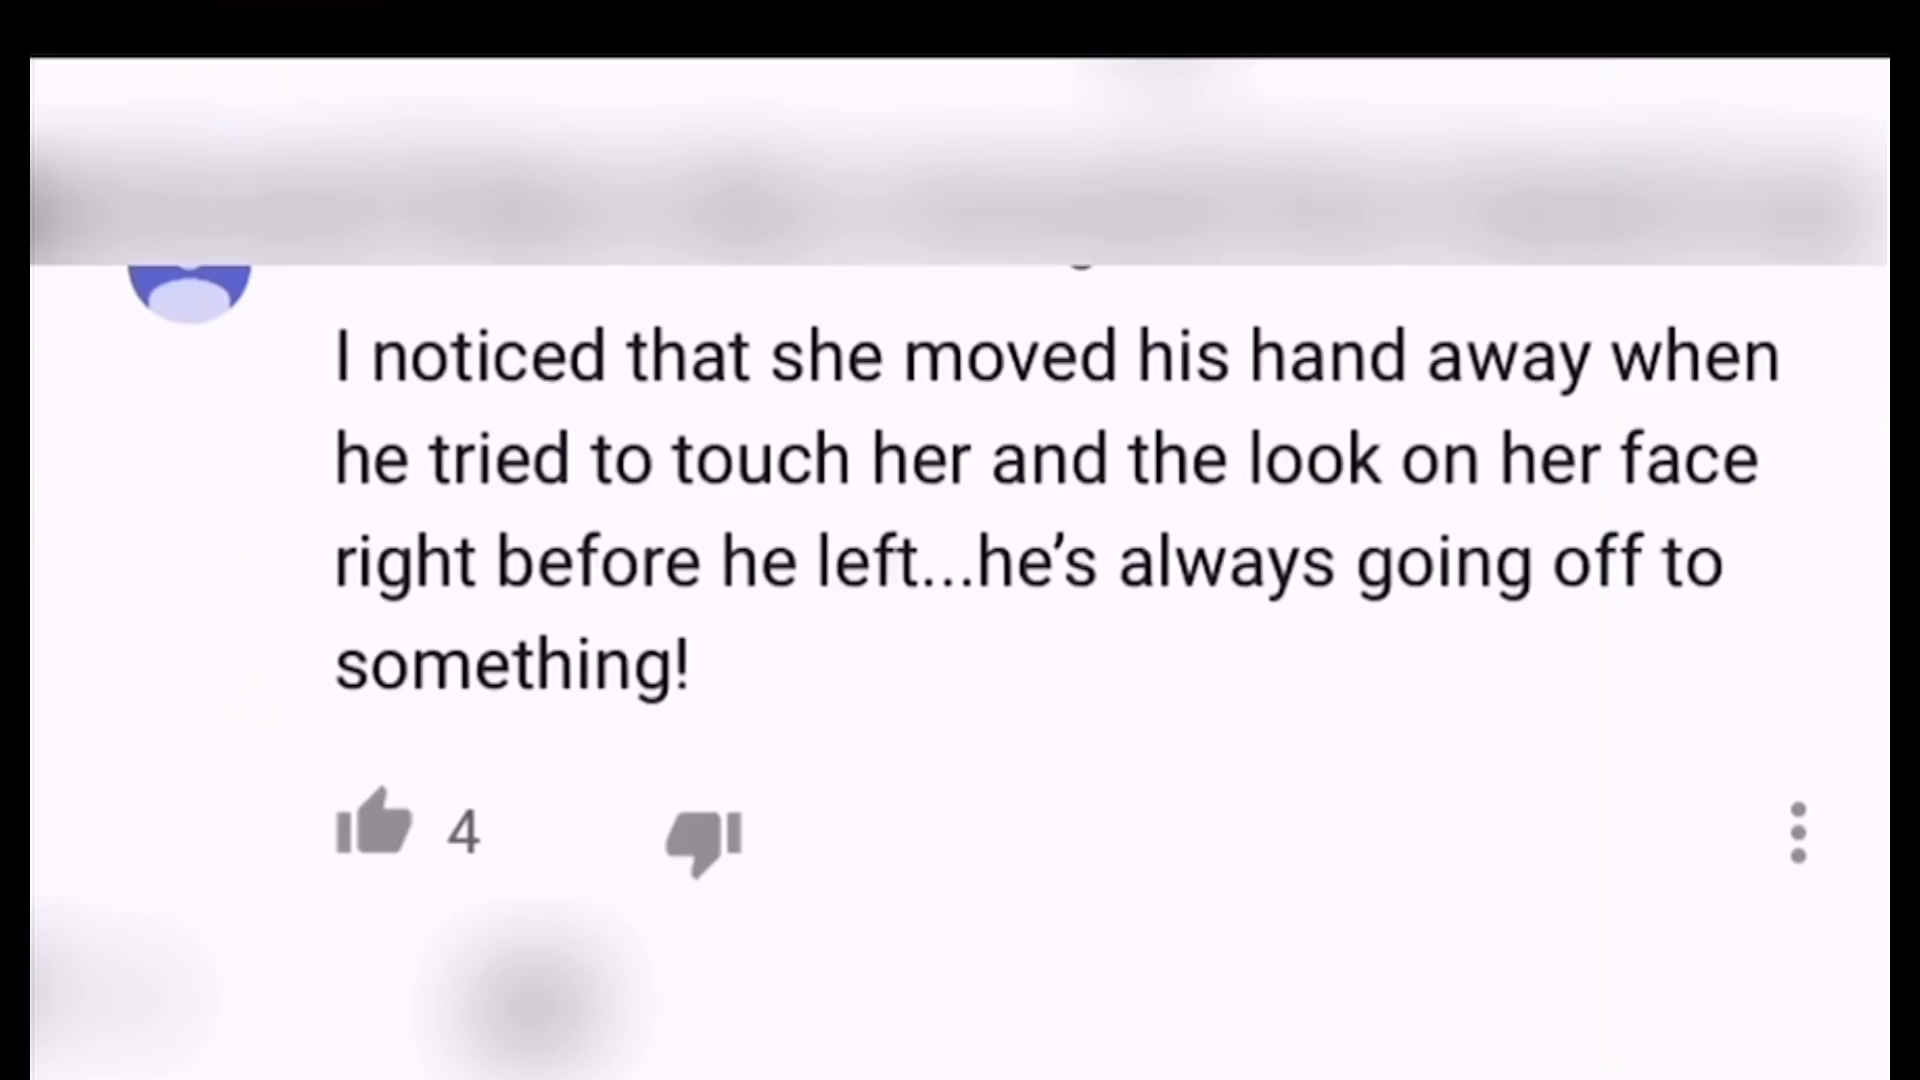 I noticed that she moved his hand away when
he tried to touch her and the look on her face
right before he left...he’s always going off to
something!
4